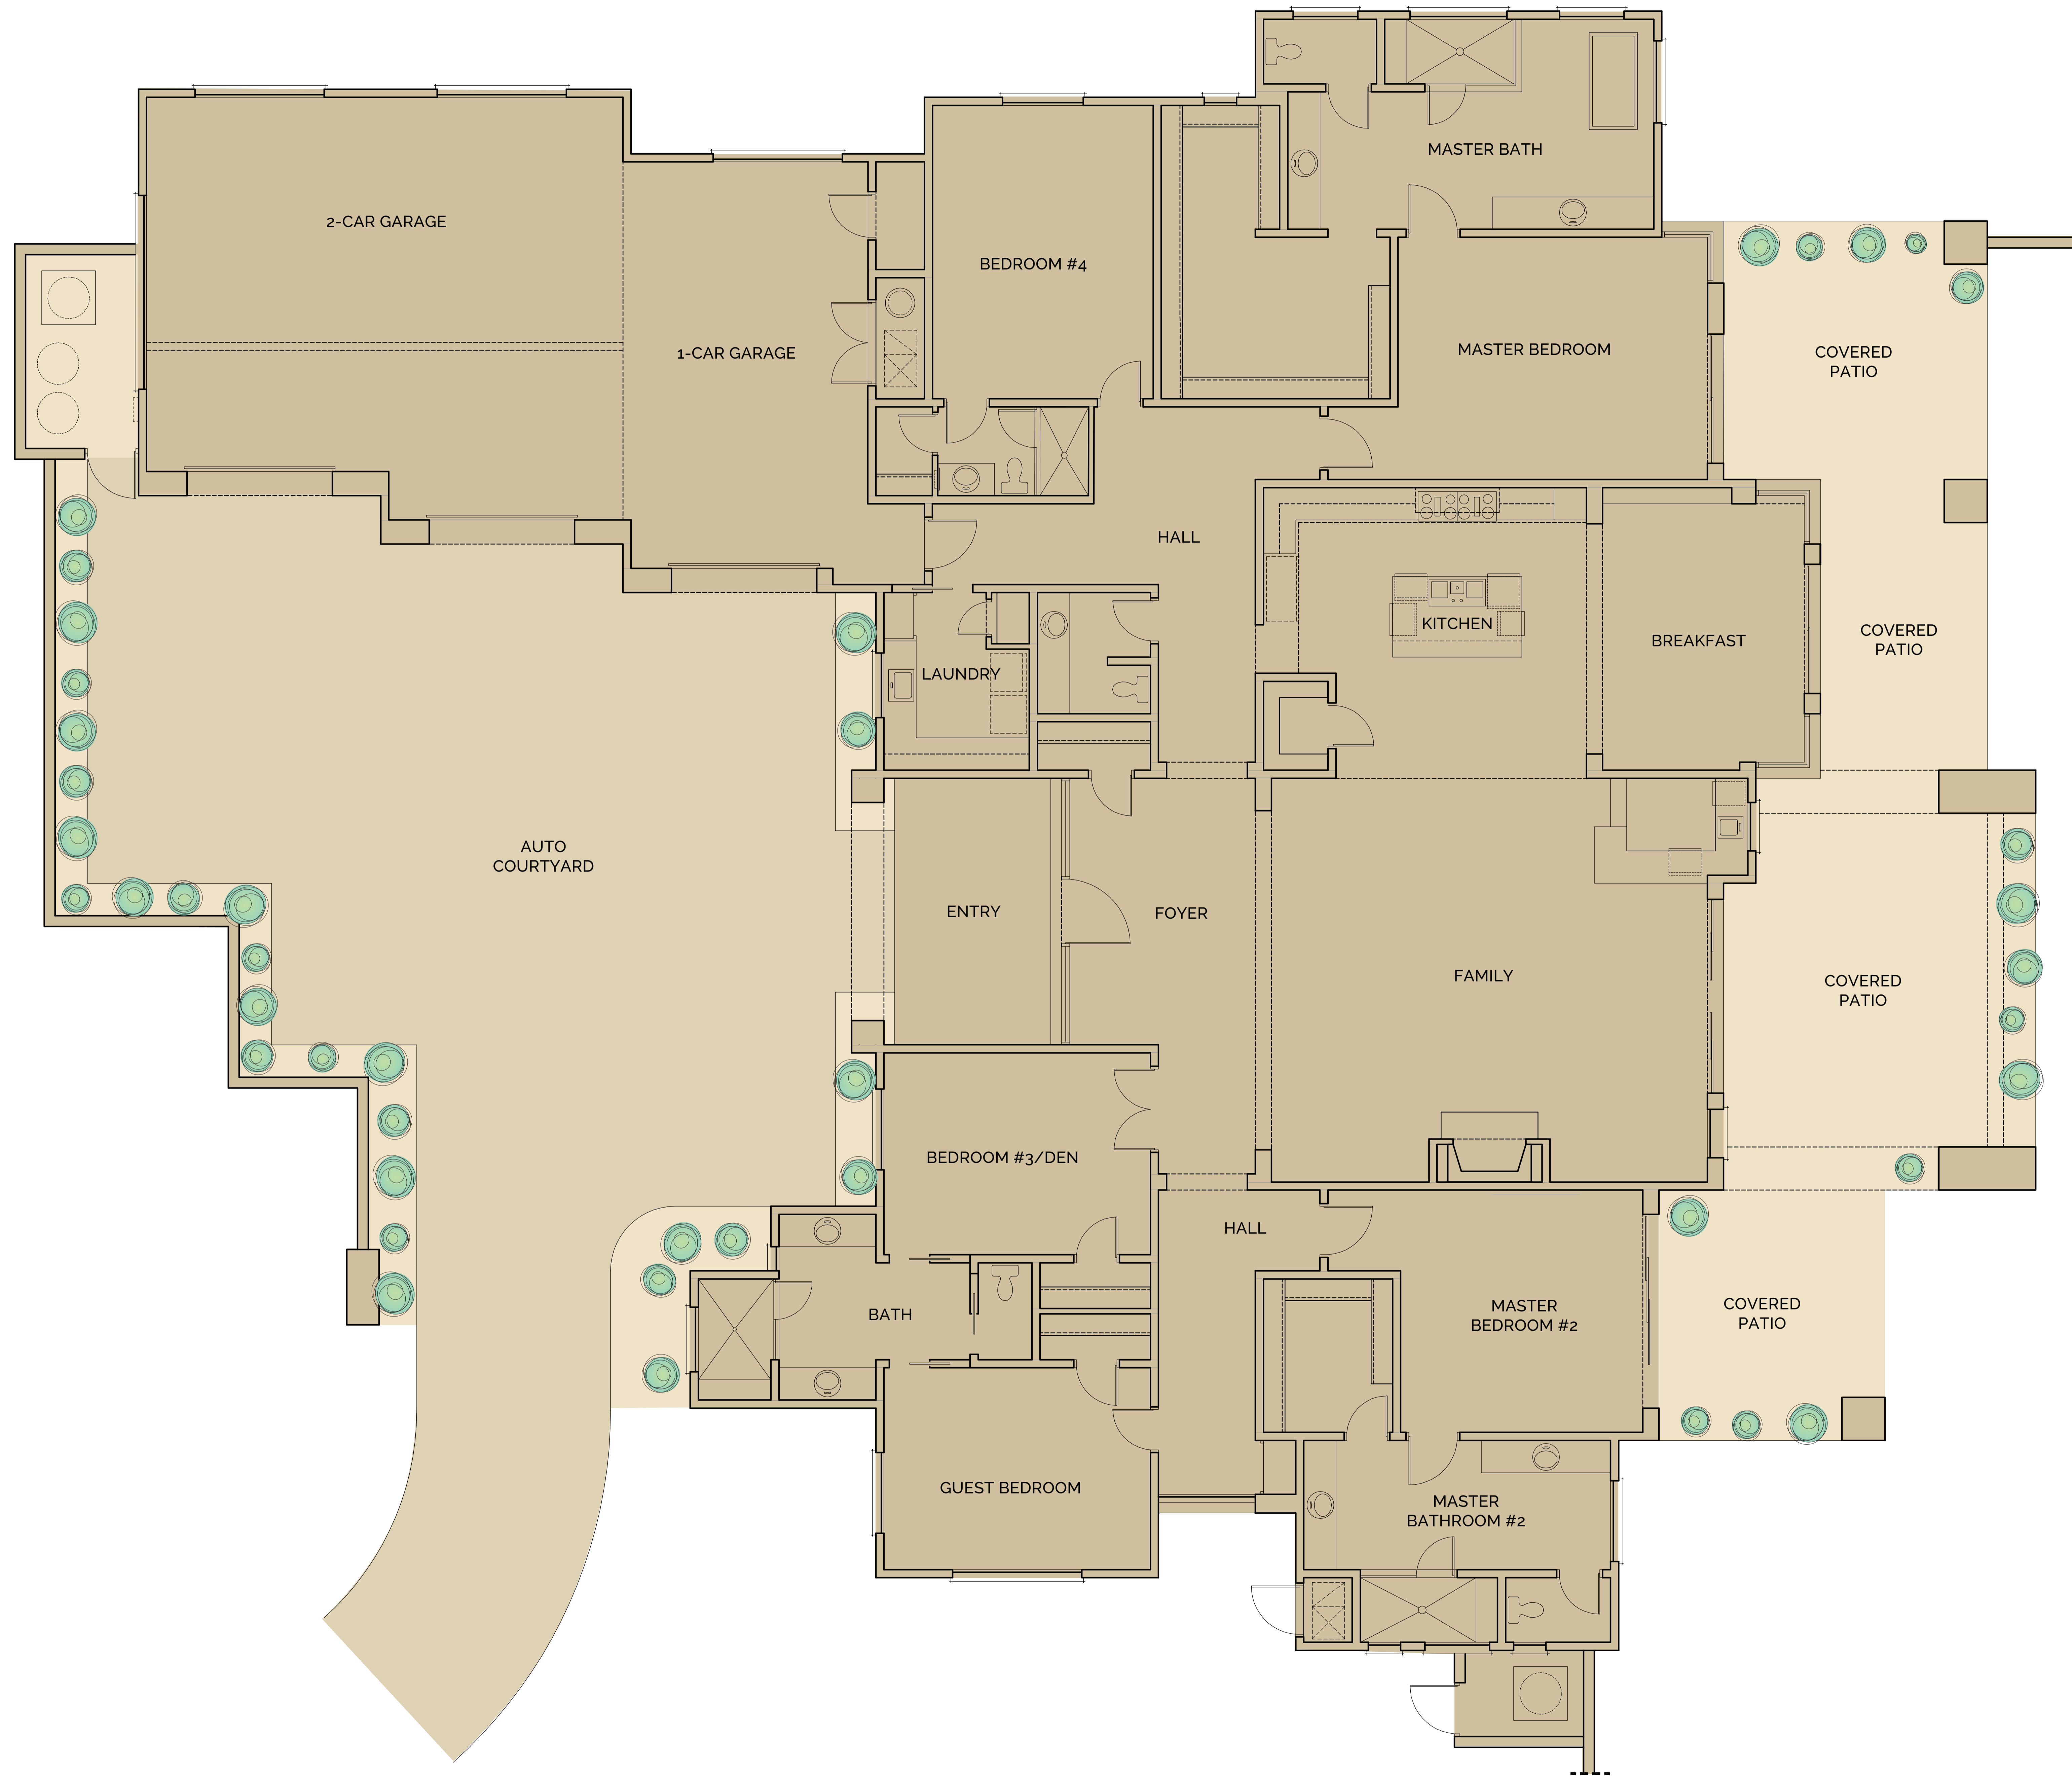 MASTER BATH
2-CAR GARAGE
BEDROOM #4
1-CAR GARAGE
MASTER BEDROOM
COVERED
PATIO
HALL
KITCHEN
BREAKFAST
COVERED
PATIO
LAUNDRY
AUTO
COURTYARD
ENTRY
FOYER
FAMILY
COVERED
PATIO
BEDROOM #3/DEN
HALL
BATH
MASTER
BEDROOM #2
COVERED
PATIO
GUEST BEDROOM
MASTER
BATHROOM #2